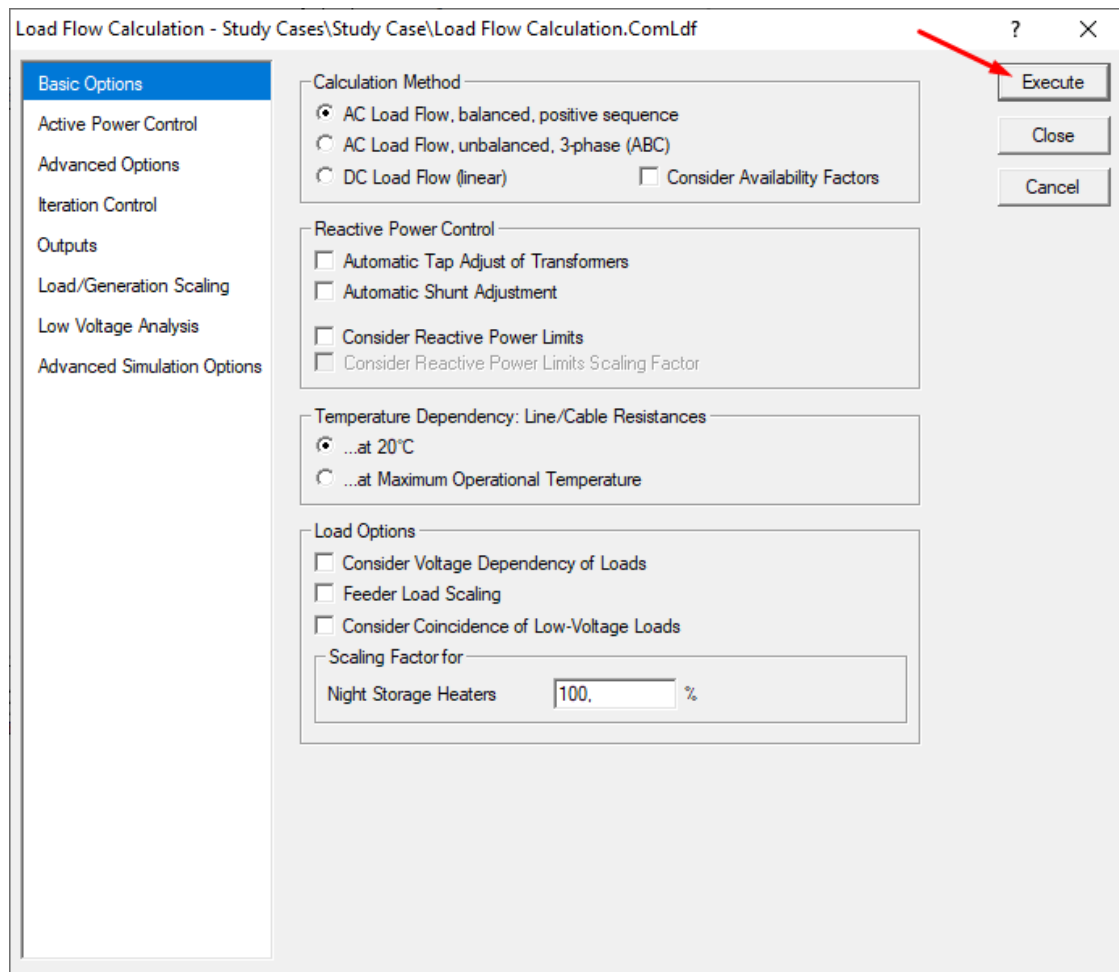 Load Flow Calculation - Study Cases\Study Case\Load Flow Calculation.ComLdf ? X
Basic Options
Active Power Control
Advanced Options
Iteration Control
Outputs
Load/Generation Scaling
Low Voltage Analysis
Advanced Simulation Options
Calculation Method
AC Load Flow, balanced, positive sequence
AC Load Flow, unbalanced, 3-phase (ABC)
DC Load Flow (linear) Consider Availability Factors
Reactive Power Control
Automatic Tap Adjust of Transformers
Automatic Shunt Adjustment
Consider Reactive Power Limits
Consider Reactive Power Limits Scaling Factor
Temperature Dependency: Line/Cable Resistances
...at 20°C
...at Maximum Operational Temperature
Load Options
Consider Voltage Dependency of Loads
Feeder Load Scaling
Consider Coincidence of Low-Voltage Loads
Scaling Factor for
Night Storage Heaters 100, %
Execute
Close
Cancel